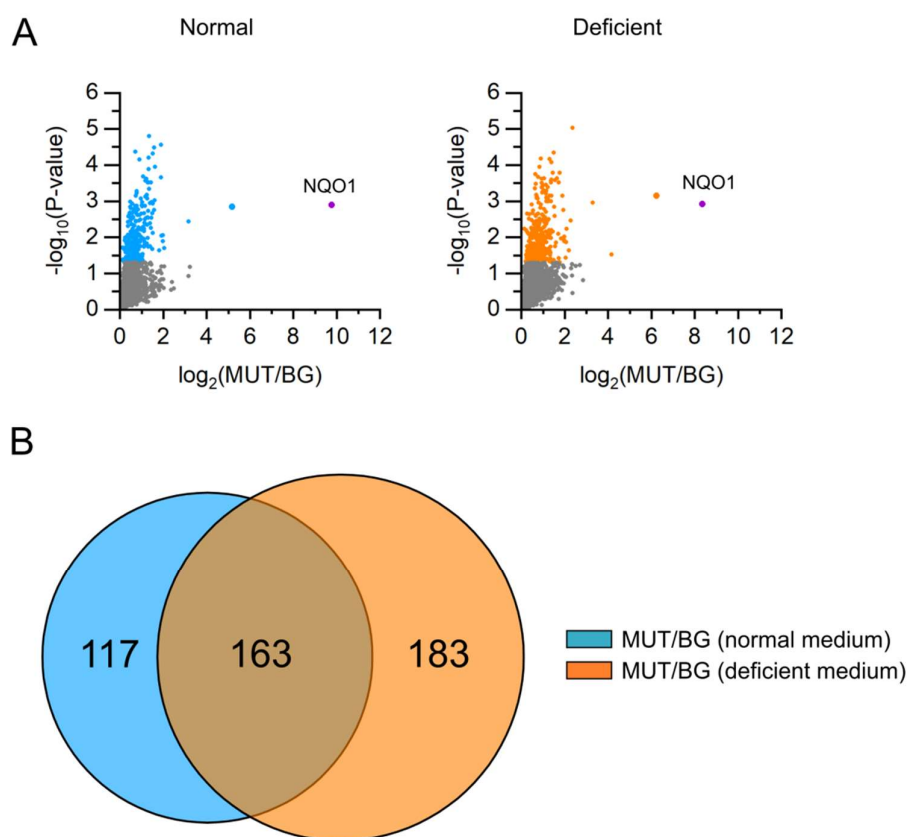 A
Normal
Deficient
-log10(P-value)
6
5
4
3
2
1
0
NQO1
0 2 4 6 8 10 12
log2(MUT/BG)
-log10(P-value)
6
5
4
3
2
1
0
NQO1
0 2 4 6 8 10 12
log2(MUT/BG)
B
117
163
183
MUT/BG (normal medium)
MUT/BG (deficient medium)